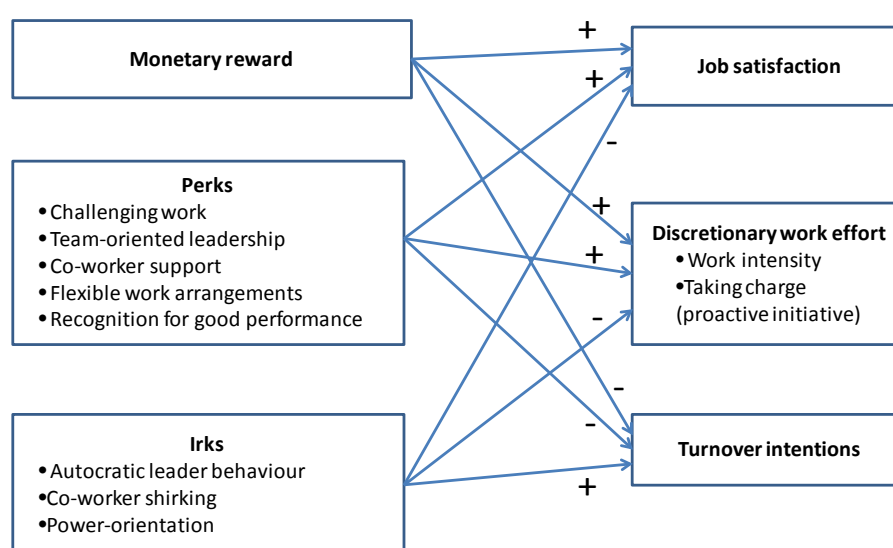 Monetary reward
Perks
•Challenging work
•Team-oriented leadership
•Co-worker support
•Flexible work arrangements
•Recognition for good performance
Irks
•Autocratic leader behaviour
•Co-worker shirking
•Power-orientation
+
+
-
+
+
-
-
-
+
Job satisfaction
Discretionary work effort
•Work intensity
•Taking charge
(proactive initiative)
Turnover intentions